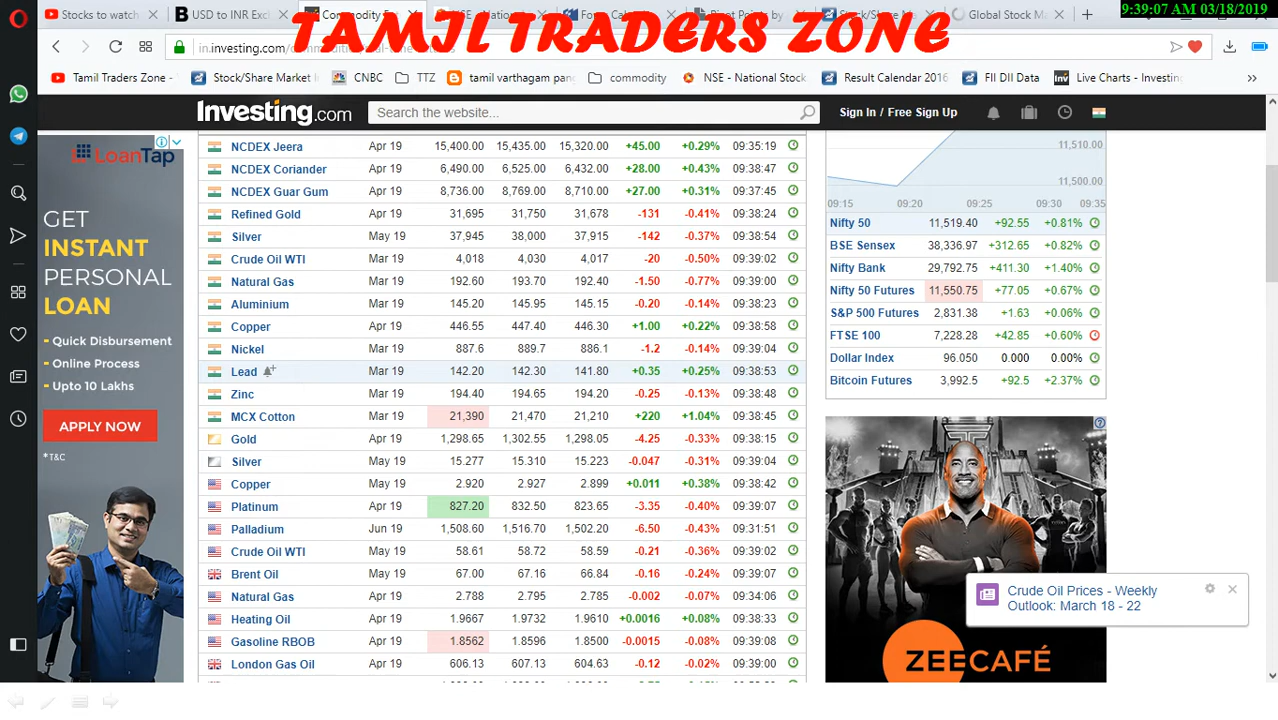 9:39:07 AM 03/18/2019
Stocks to watch
USD to INR Exc
Commodity F
Global Stock Ma
TAMIL TRADERS ZONE
Tamil Traders Zone -
Stock/Share Market I
CNBC
TTZ
tamil varthagam pan
commodity
NSE - National Stock
Result Calendar 2016
FII DII Data
Live Charts - Investin
Investing.com
Search the website...
Sign In / Free Sign Up
LoanTap
GET
INSTANT
PERSONAL
LOAN
Quick Disbursement
Online Process
Upto 10 Lakhs
APPLY NOW
*T&C
NCDEX Jeera Apr 19 15,400.00 15,435.00 15,320.00 +45.00 +0.29% 09:35:19
NCDEX Coriander Apr 19 6,490.00 6,525.00 6,432.00 +28.00 +0.43% 09:38:47
NCDEX Guar Gum Apr 19 8,736.00 8,769.00 8,710.00 +27.00 +0.31% 09:37:45
Refined Gold Apr 19 31,695 31,750 31,678 -131 -0.41% 09:38:24
Silver May 19 37,945 38,000 37,915 -142 -0.37% 09:38:54
Crude Oil WTI Mar 19 4,018 4,030 4,017 -20 -0.50% 09:39:02
Natural Gas Mar 19 192.60 193.70 192.40 -1.50 -0.77% 09:39:00
Aluminium Mar 19 145.20 145.95 145.15 -0.20 -0.14% 09:38:23
Copper Mar 19 446.55 447.40 446.30 +1.00 +0.22% 09:38:58
Nickel Mar 19 887.6 889.7 886.1 -1.2 -0.14% 09:39:04
Lead Mar 19 142.20 142.30 141.80 +0.35 +0.25% 09:38:53
Zinc Mar 19 194.40 194.65 194.20 -0.25 -0.13% 09:38:48
MCX Cotton Mar 19 21,390 21,470 21,210 +220 +1.04% 09:38:45
Gold Apr 19 1,298.65 1,302.55 1,298.05 -4.25 -0.33% 09:38:15
Silver May 19 15.277 15.310 15.223 -0.047 -0.31% 09:39:04
Copper May 19 2.920 2.927 2.899 +0.011 +0.38% 09:38:42
Platinum Apr 19 827.20 832.50 823.65 -3.35 -0.40% 09:39:07
Palladium Jun 19 1,508.60 1,516.70 1,502.20 -6.50 -0.43% 09:31:51
Crude Oil WTI May 19 58.61 58.72 58.59 -0.21 -0.36% 09:39:02
Brent Oil May 19 67.00 67.16 66.84 -0.16 -0.24% 09:39:07
Natural Gas Apr 19 2.788 2.795 2.785 -0.002 -0.07% 09:34:06
Heating Oil Apr 19 1.9667 1.9732 1.9610 +0.0016 +0.08% 09:38:33
Gasoline RBOB Apr 19 1.8562 1.8596 1.8500 -0.0015 -0.08% 09:39:08
London Gas Oil Apr 19 606.13 607.13 604.63 -0.12 -0.02% 09:39:00
11,510.00
11,500.00
09:15 09:20 09:25 09:30 09:35
Nifty 50 11,519.40 +92.55 +0.81%
BSE Sensex 38,336.97 +312.65 +0.82%
Nifty Bank 29,792.75 +411.30 +1.40%
Nifty 50 Futures 11,550.75 +77.05 +0.67%
S&P 500 Futures 2,831.38 +1.63 +0.06%
FTSE 100 7,228.28 +42.85 +0.60%
Dollar Index 96.050 0.000 0.00%
Bitcoin Futures 3,992.5 +92.5 +2.37%
Crude Oil Prices - Weekly
Outlook: March 18 - 22
ZEECAFÉ